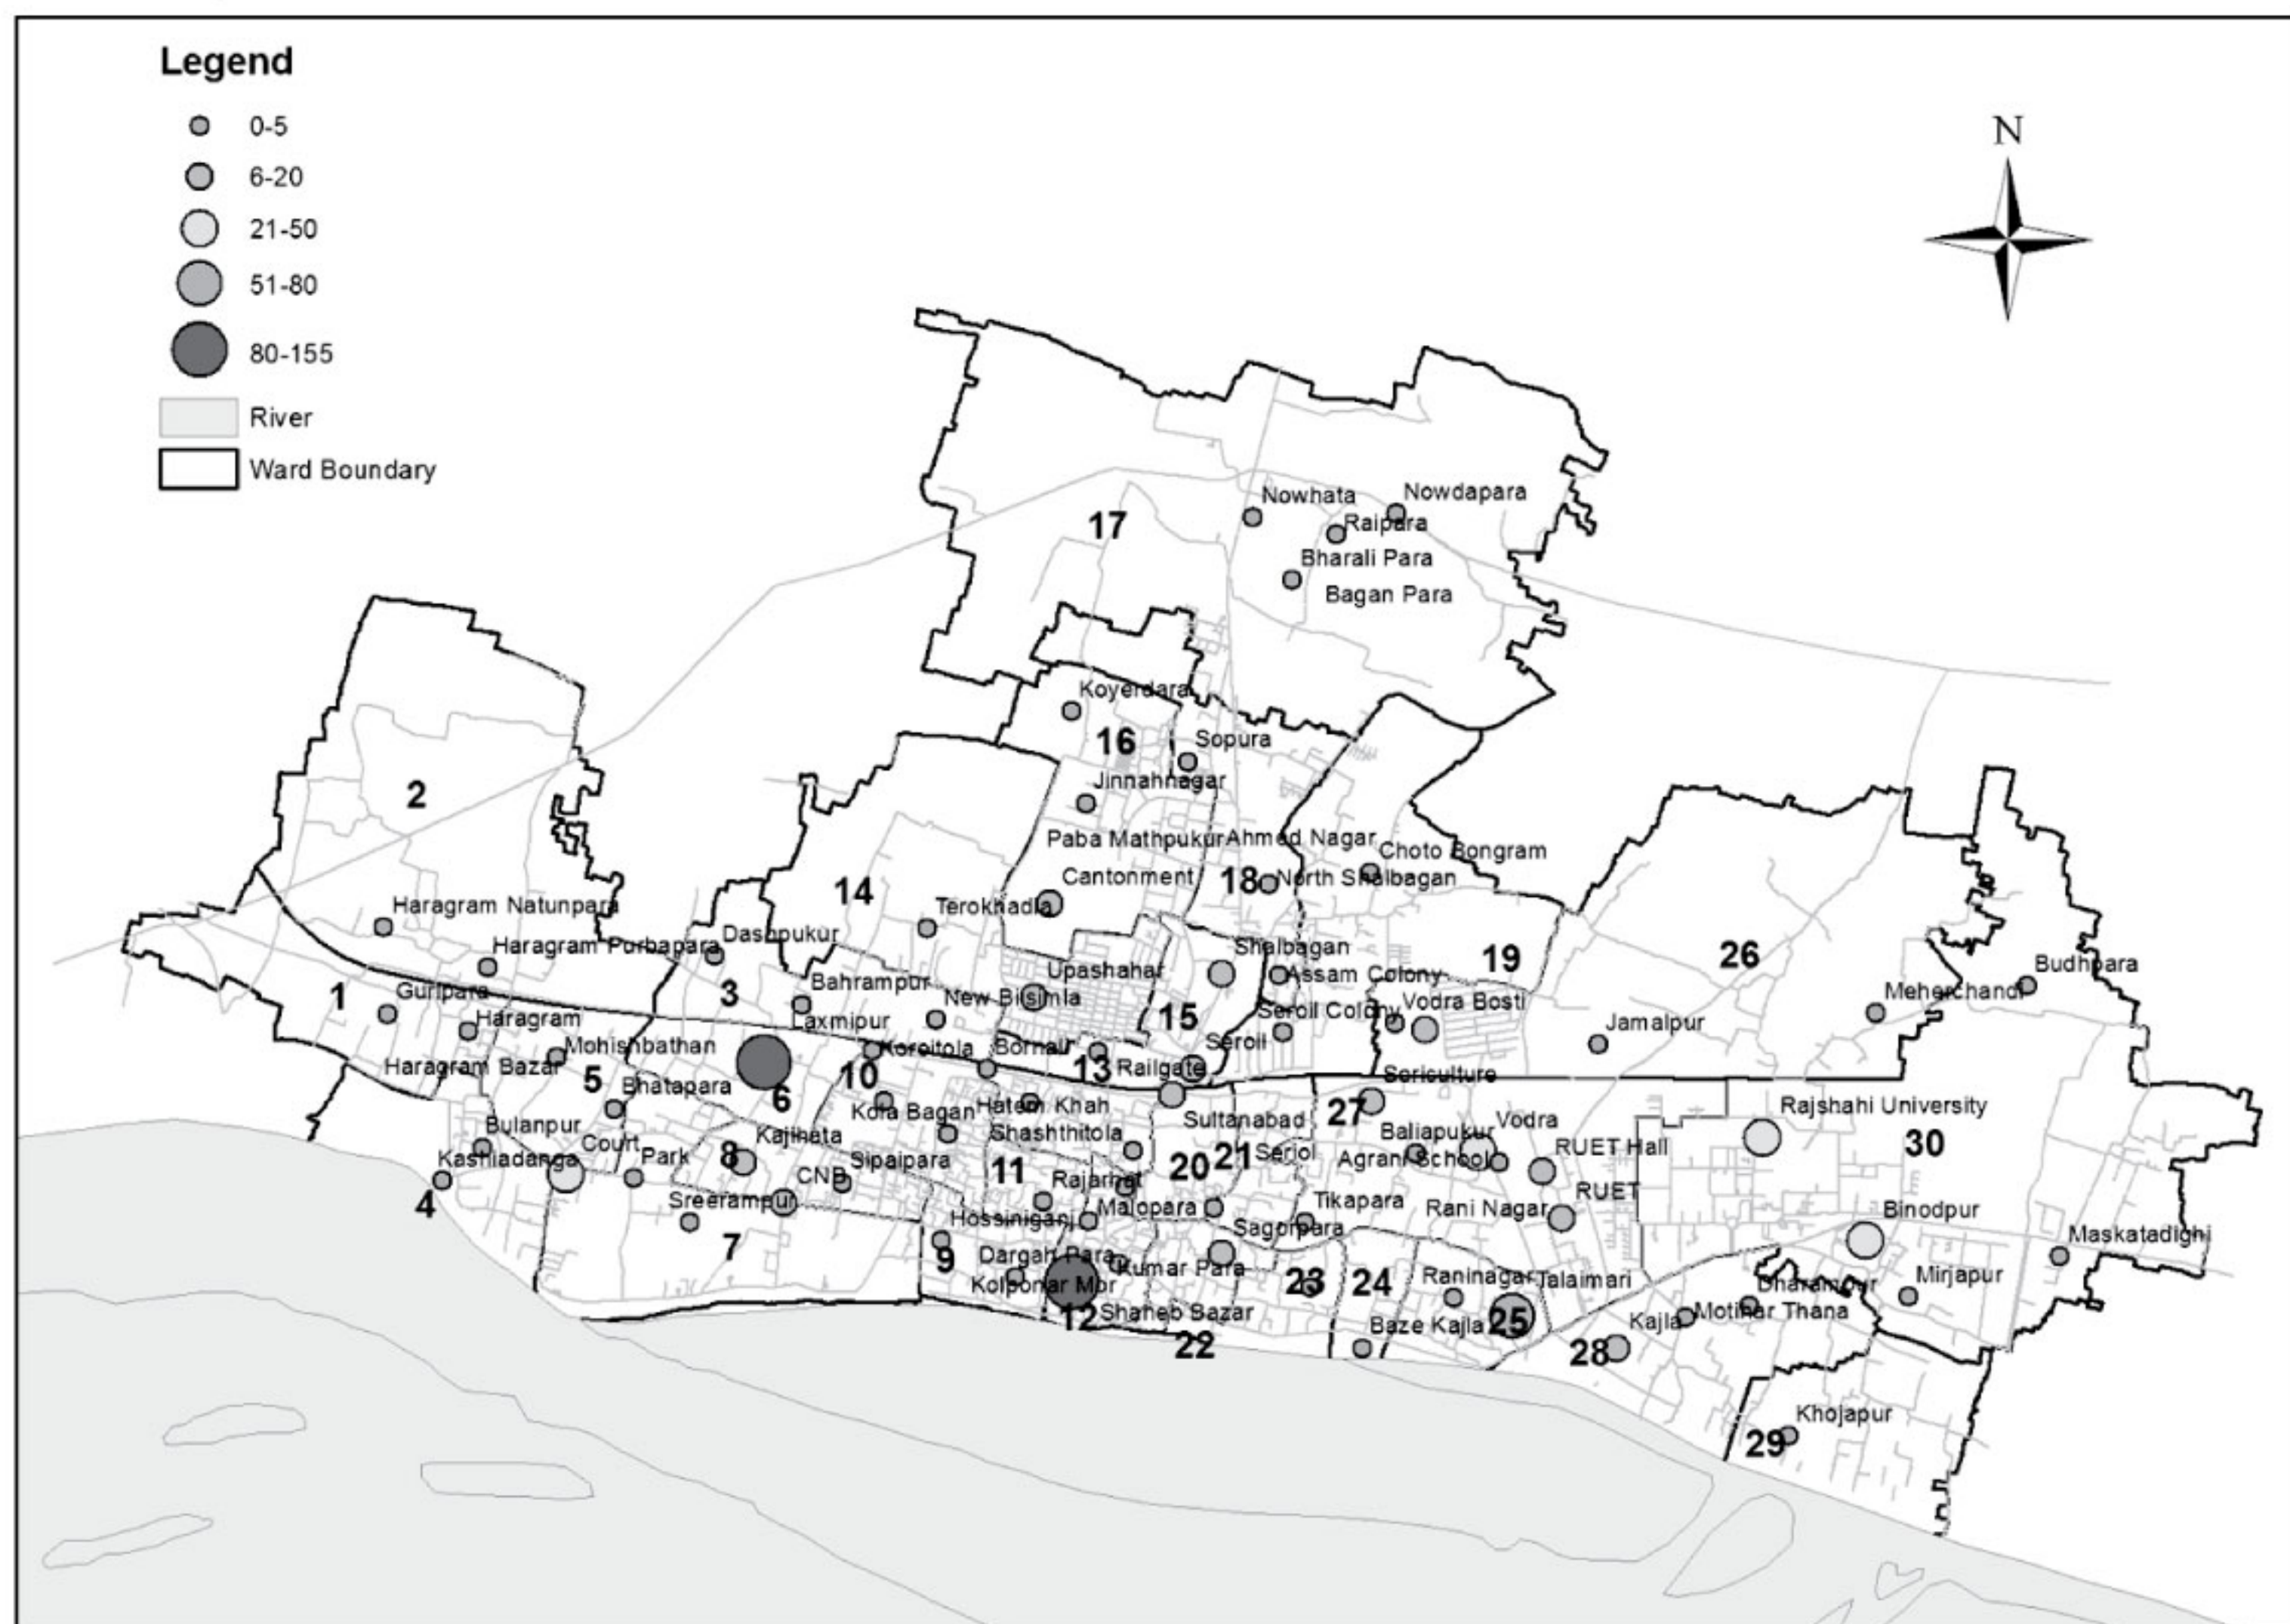 Legend
0-5
6-20
21-50
51-80
80-155
River
Ward Boundary
N
Nowhata
Nowdapara
Raipara
17
Bharali Para
Bagan Para
Koyerdara
16
Sopura
Jinnahnagar
2
Paba Mathpukur
Ahmed Nagar
Choto Bongram
Cantonment
18
North Shalbagan
14
Terokhadia
Haragram Natunpara
Haragram Purbapara
Dashpukur
Shalbagan
19
26
Budhpara
Upashahar
Assam Colony
Bahrampur
1
Guripara
3
New Bilsimla
Vodra Bosti
Meherchandi
15
Seroil Colony
Haragram
Laxmipur
Jamalpur
Mohishbathan
Koroitola
Bornali
Seroil
Haragram Bazar
5
10
13
Railgate
Sericulture
Bhatapara
6
Kola Bagan
Hatem Khah
Sultanabad
27
Rajshahi University
Bulanpur
Court
Kajihata
Shashthitola
Baliapukur
Vodra
30
Kashiadanga
Park
8
Sipaipara
20
21
Seriol
Agrani School
RUET Hall
CNB
11
Rajarhat
4
Sreerampur
Malopara
Tikapara
Rani Nagar
RUET
Binodpur
Hossiniganj
Sagorpara
Maskatadighi
7
9
Dargah Para
Kumar Para
23
24
Raninagar
Talaimari
Dharampur
Mirjapur
Kolponar Mor
12
Shaheb Bazar
Baze Kajla
25
Kajla
Motihar Thana
22
28
Khojapur
29